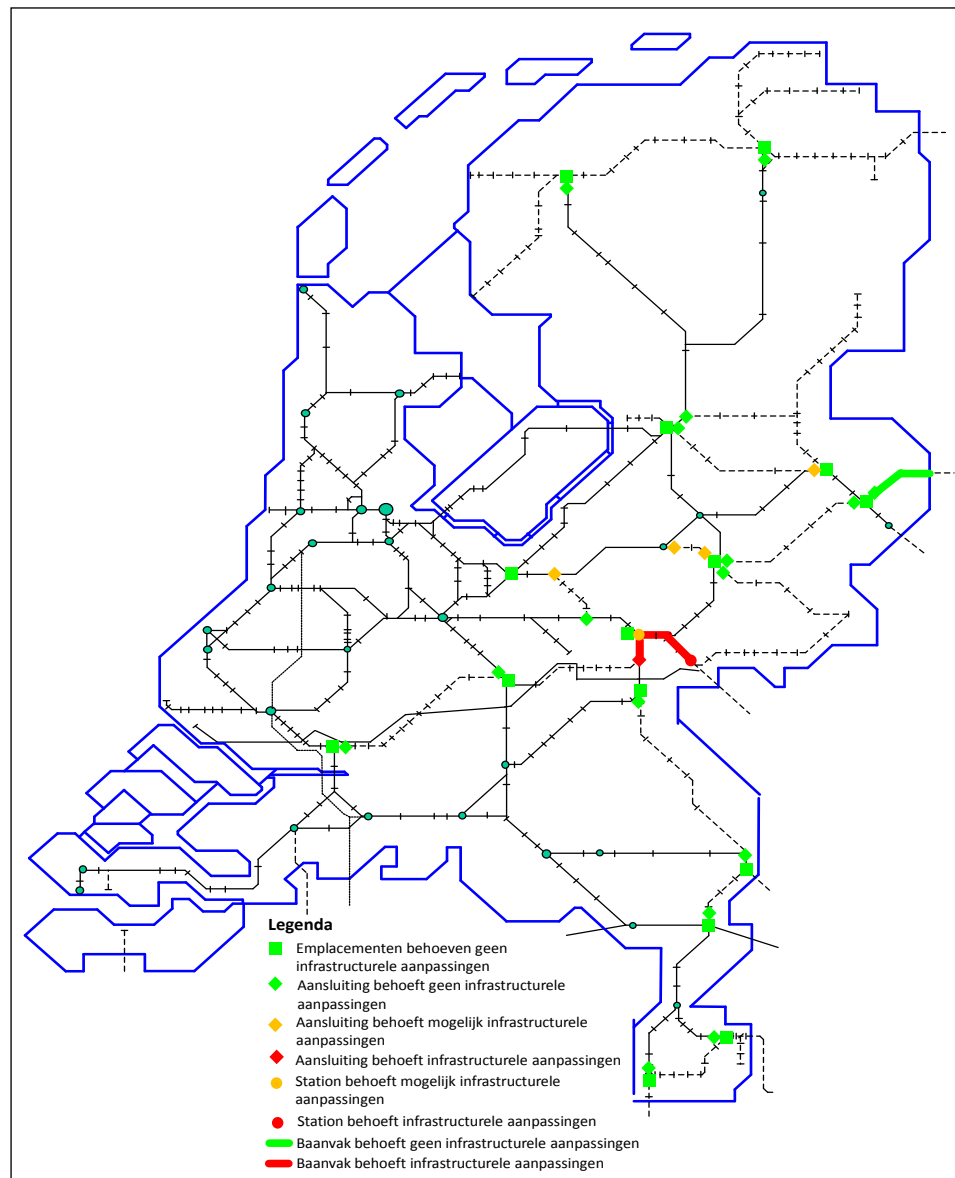 Legenda
Emplacementen behoeven geen
infrastructurele aanpassingen
Aansluiting behoeft geen infrastructurele
aanpassingen
Aansluiting behoeft mogelijk infrastructurele
aanpassingen
Aansluiting behoeft infrastructurele aanpassingen
Station behoeft mogelijk infrastructurele
aanpassingen
Station behoeft infrastructurele aanpassingen
Baanvak behoeft geen infrastructurele aanpassingen
Baanvak behoeft infrastructurele aanpassingen